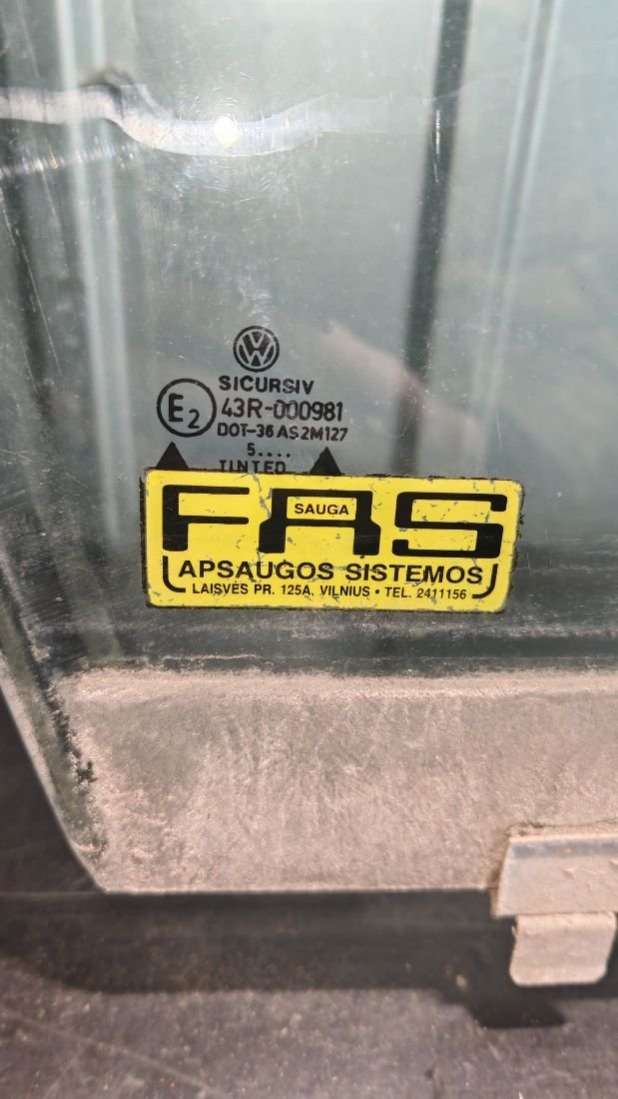 SICURSIV
E2 43R-000981
DOT-36 AS2M127
5....
TINTED
FAS
SAUGA
APSAUGOS SISTEMOS
LAISVĖS PR. 125A, VILNIUS • TEL. 2411156